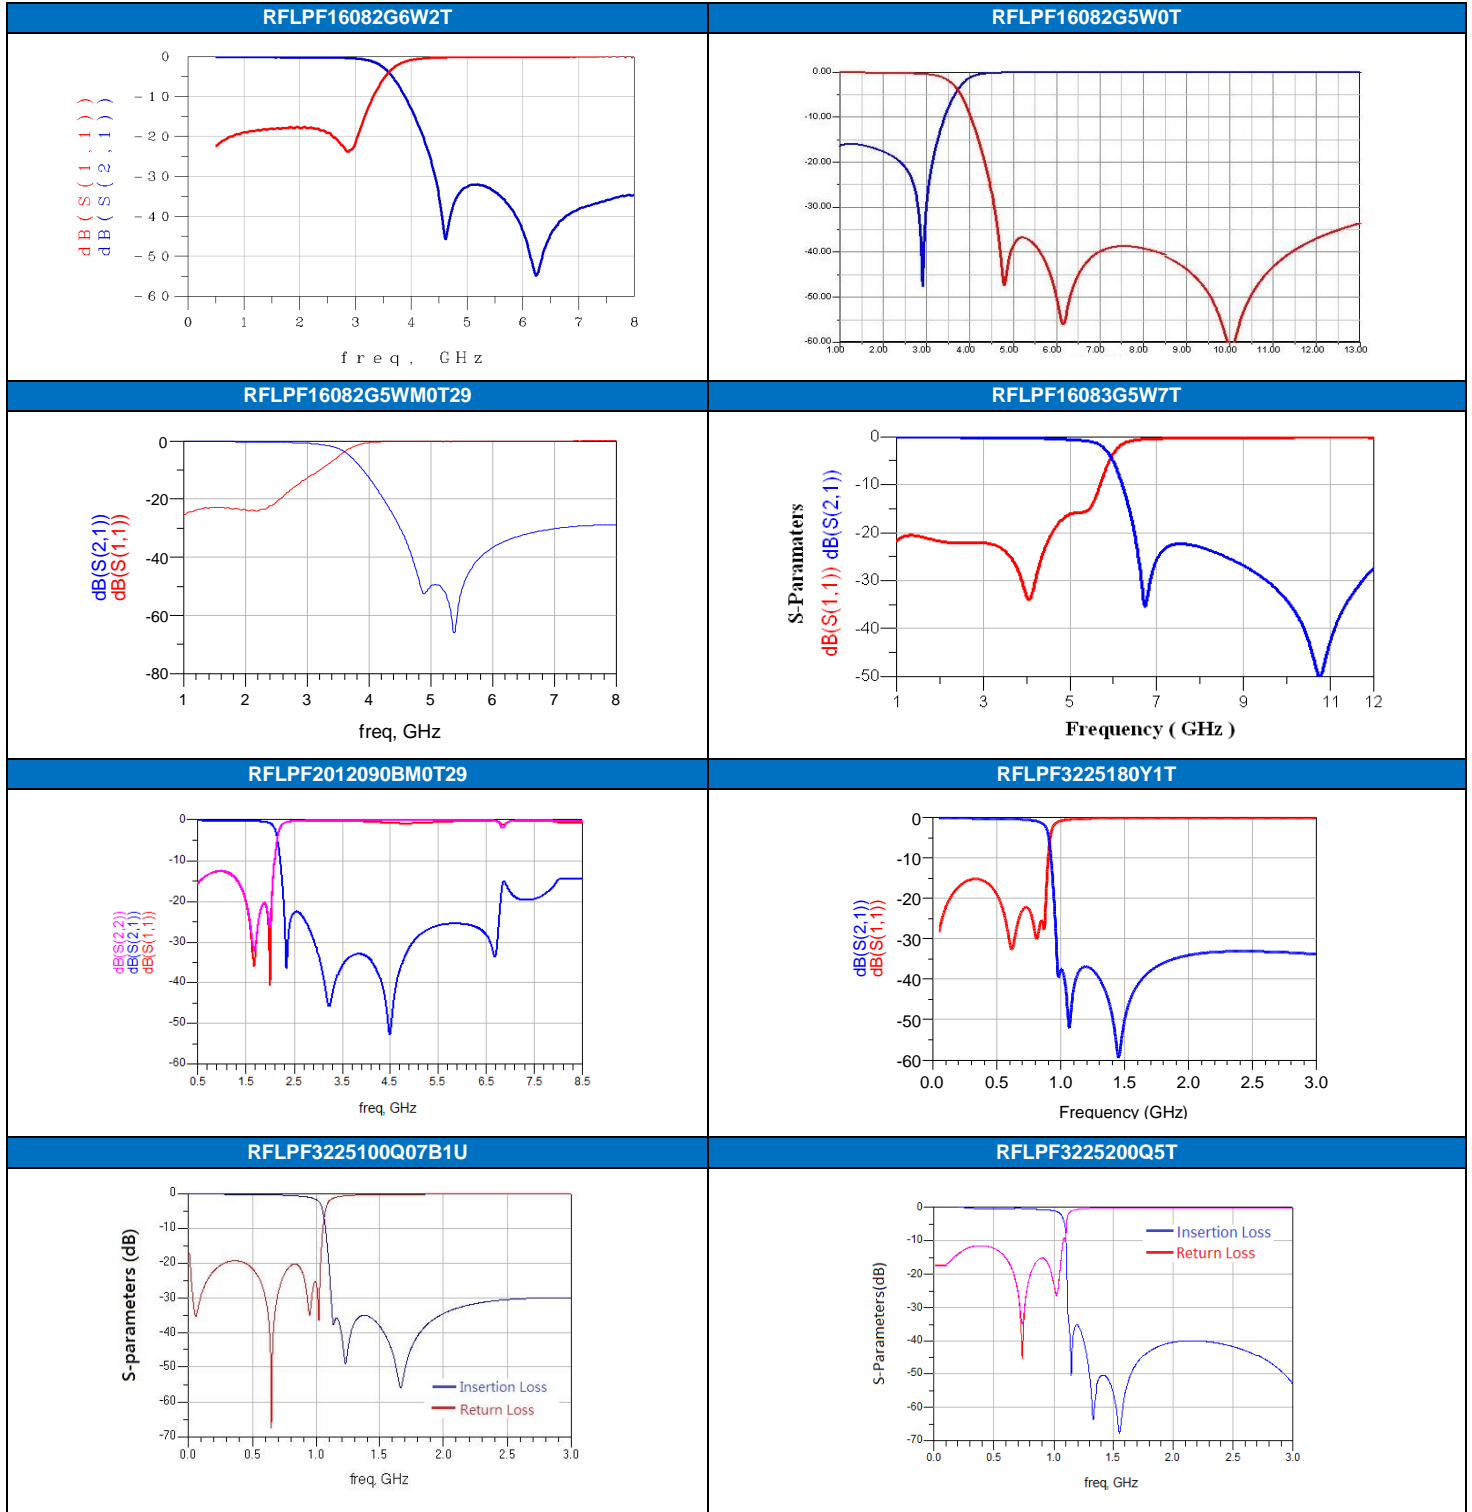 RFLPF16082G6W2T
RFLPF16082G5W0T
dB(S(1,1))
dB(S(2,1))
0
-10
-20
-30
-40
-50
-60
0 1 2 3 4 5 6 7 8
freq, GHz
0.00
-10.00
-20.00
-30.00
-40.00
-50.00
-60.00
1.00 2.00 3.00 4.00 5.00 6.00 7.00 8.00 9.00 10.00 11.00 12.00 13.00
RFLPF16082G5WM0T29
RFLPF16083G5W7T
dB(S(2,1))
dB(S(1,1))
0
-20
-40
-60
-80
1 2 3 4 5 6 7 8
freq, GHz
S-Paramaters
dB(S(1,1)) dB(S(2,1))
0
-10
-20
-30
-40
-50
1 3 5 7 9 11 12
Frequency ( GHz )
RFLPF2012090BM0T29
RFLPF3225180Y1T
dB(S(2,2))
dB(S(2,1))
dB(S(1,1))
0
-10
-20
-30
-40
-50
-60
0.5 1.5 2.5 3.5 4.5 5.5 6.5 7.5 8.5
freq, GHz
dB(S(2,1))
dB(S(1,1))
0
-10
-20
-30
-40
-50
-60
0.0 0.5 1.0 1.5 2.0 2.5 3.0
Frequency (GHz)
RFLPF3225100Q07B1U
RFLPF3225200Q5T
S-parameters (dB)
0
-10
-20
-30
-40
-50
-60
-70
Insertion Loss
Return Loss
0.0 0.5 1.0 1.5 2.0 2.5 3.0
freq, GHz
S-Parameters(dB)
0
-10
-20
-30
-40
-50
-60
-70
Insertion Loss
Return Loss
0.0 0.5 1.0 1.5 2.0 2.5 3.0
freq, GHz